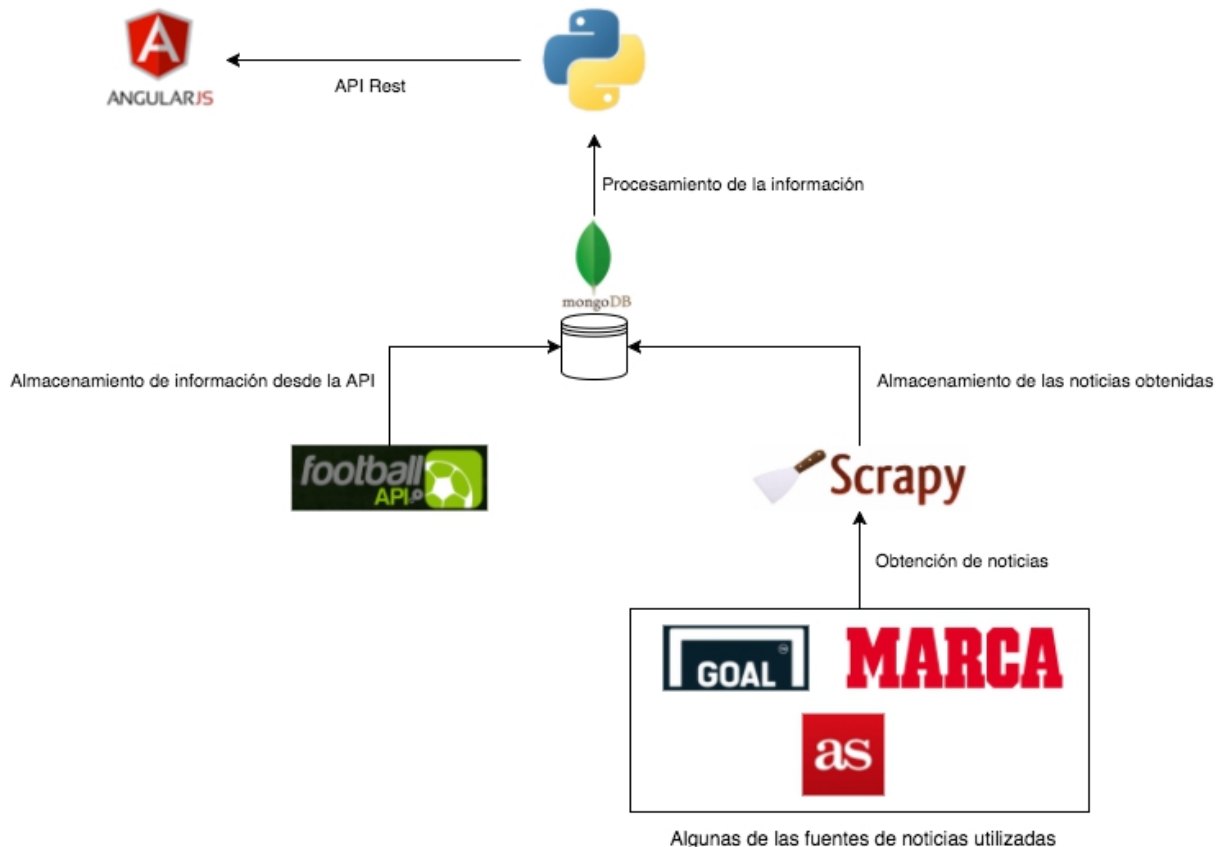 ANGULARJS
API Rest
Procesamiento de la información
mongoDB
Almacenamiento de información desde la API
Almacenamiento de las noticias obtenidas
football
API
Scrapy
Obtención de noticias
GOAL
MARCA
as
Algunas de las fuentes de noticias utilizadas